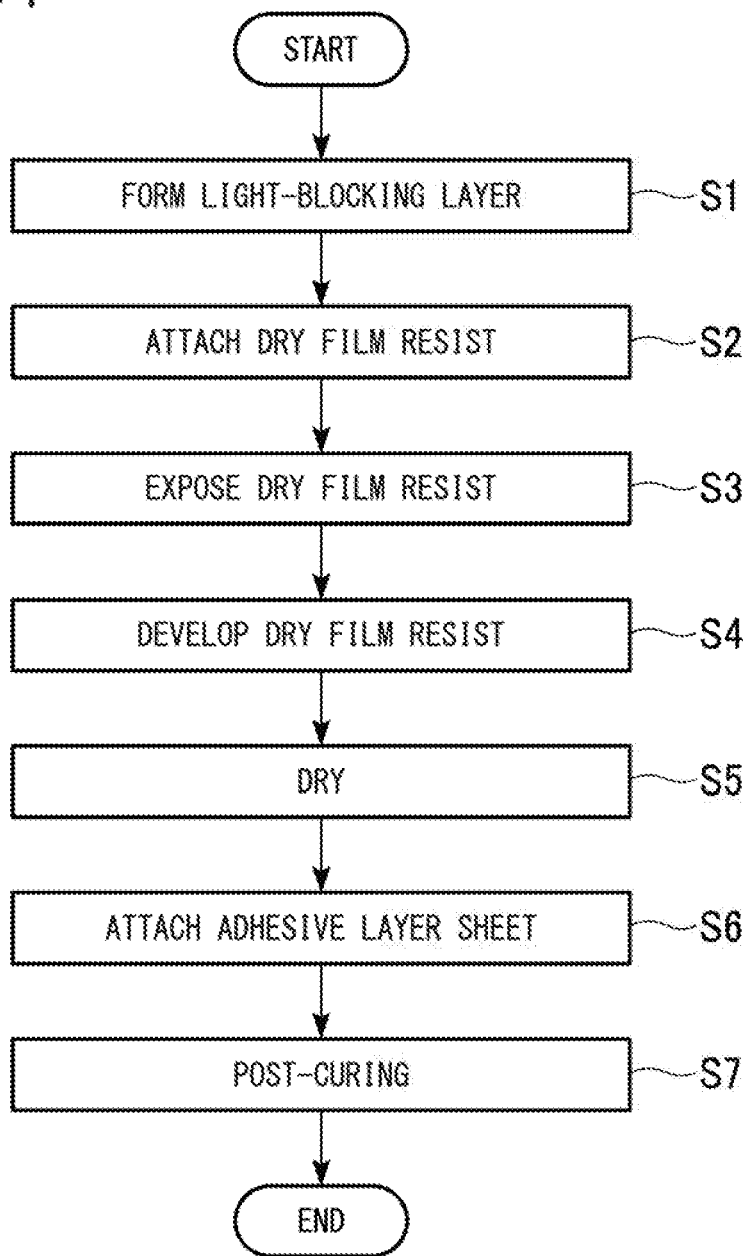 START
FORM LIGHT-BLOCKING LAYER S1
ATTACH DRY FILM RESIST S2
EXPOSE DRY FILM RESIST S3
DEVELOP DRY FILM RESIST S4
DRY S5
ATTACH ADHESIVE LAYER SHEET S6
POST-CURING S7
END